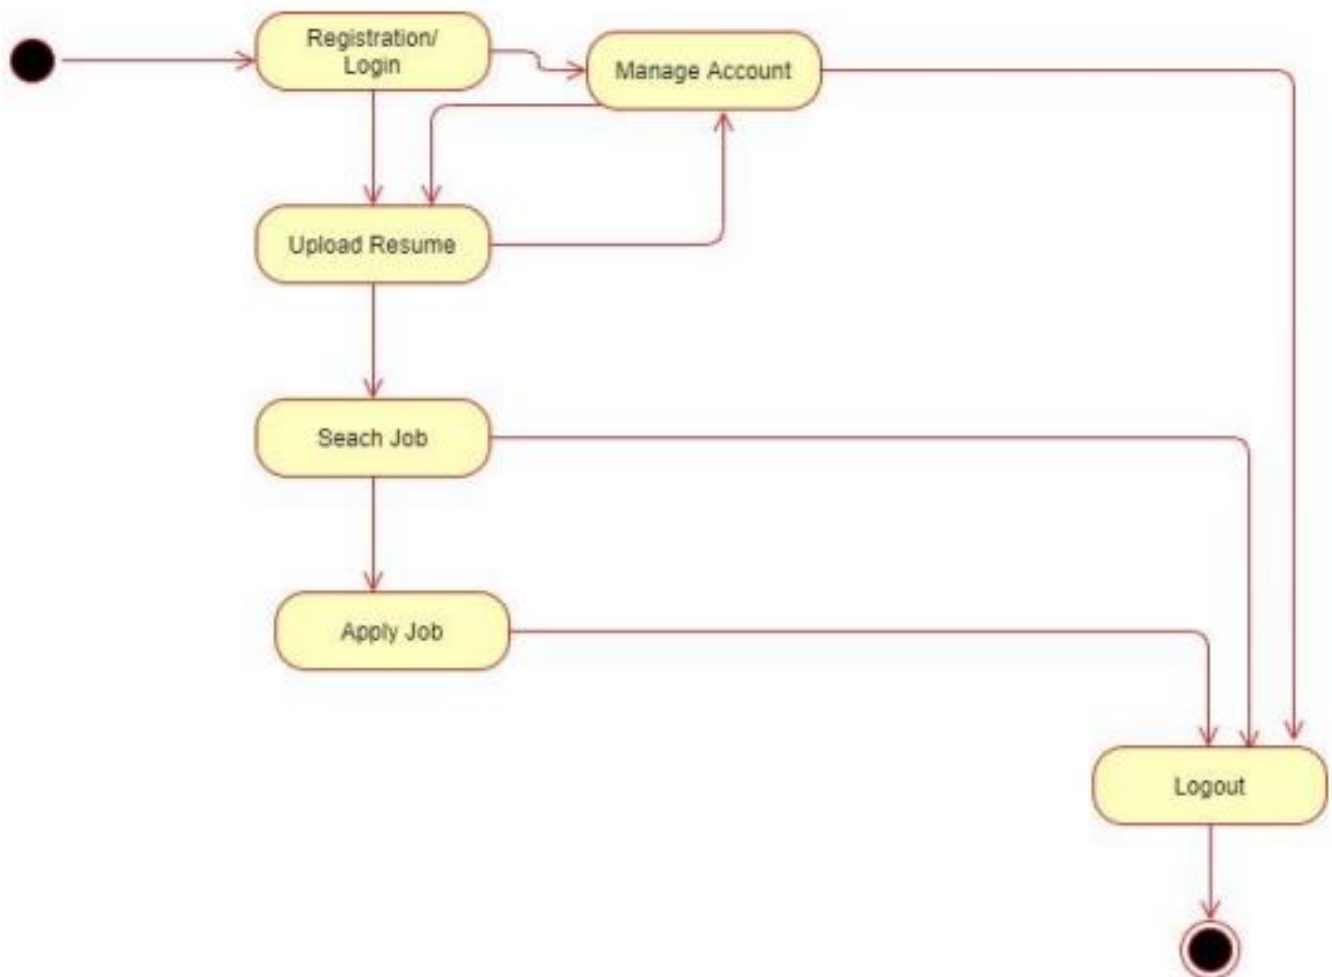 Registration/
Login
Manage Account
Upload Resume
Seach Job
Apply Job
Logout